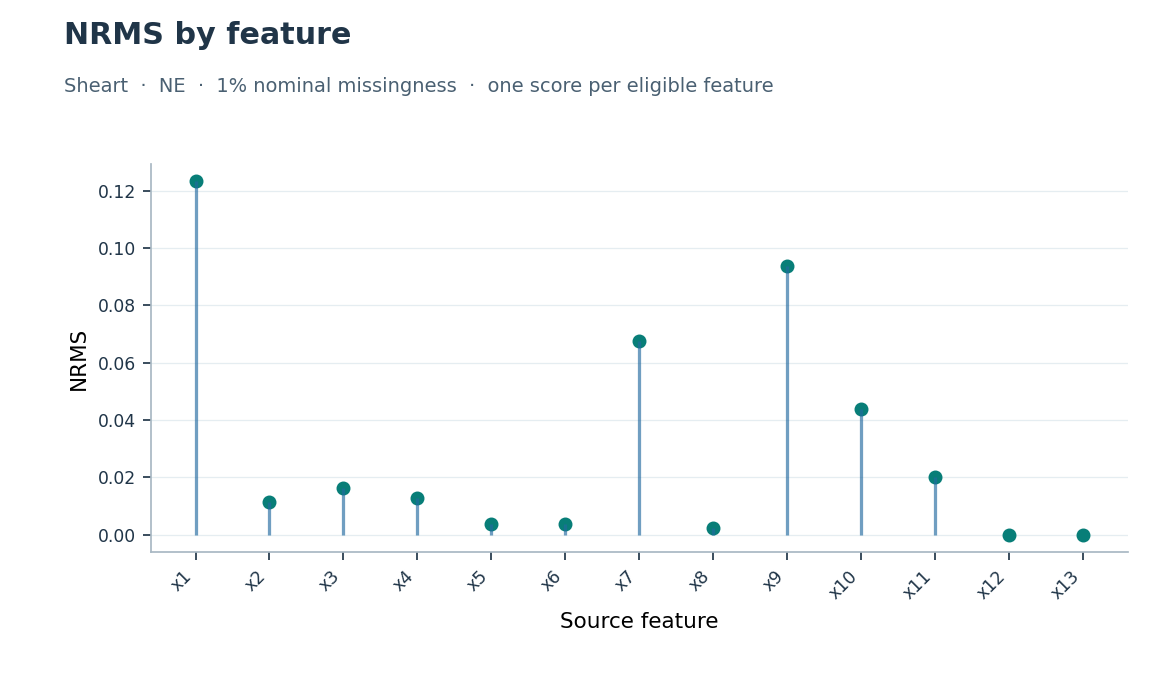 NRMS by feature
Sheart · NE · 1% nominal missingness · one score per eligible feature
NRMS
0.12
0.10
0.08
0.06
0.04
0.02
0.00
x1 x2 x3 x4 x5 x6 x7 x8 x9 x10 x11 x12 x13
Source feature